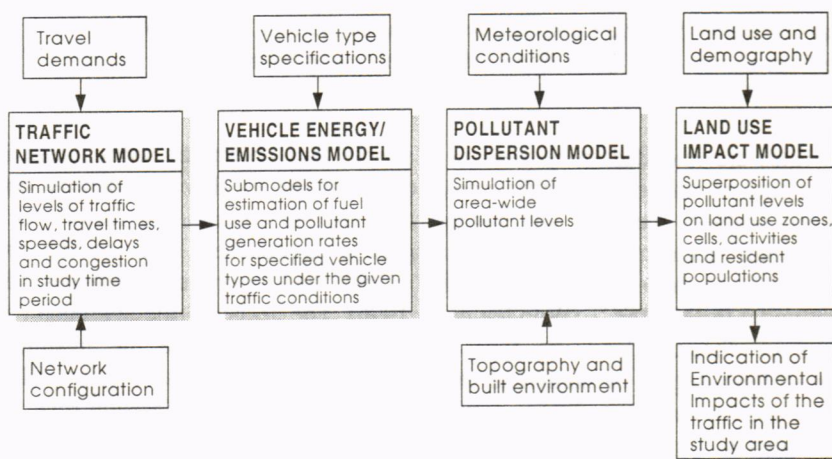 Travel
demands
Vehicle type
specifications
Meteorological
conditions
Land use and
demography
TRAFFIC
NETWORK MODEL
Simulation of
levels of traffic
flow, travel times,
speeds, delays
and congestion
in study time
period
VEHICLE ENERGY/
EMISSIONS MODEL
Submodels for
estimation of fuel
use and pollutant
generation rates
for specified vehicle
types under the given
traffic conditions
POLLUTANT
DISPERSION MODEL
Simulation of
area-wide
pollutant levels
LAND USE
IMPACT MODEL
Superposition of
pollutant levels
on land use zones,
cells, activities
and resident
populations
Network
configuration
Topography and
built environment
Indication of
Environmental
Impacts of the
traffic in the
study area